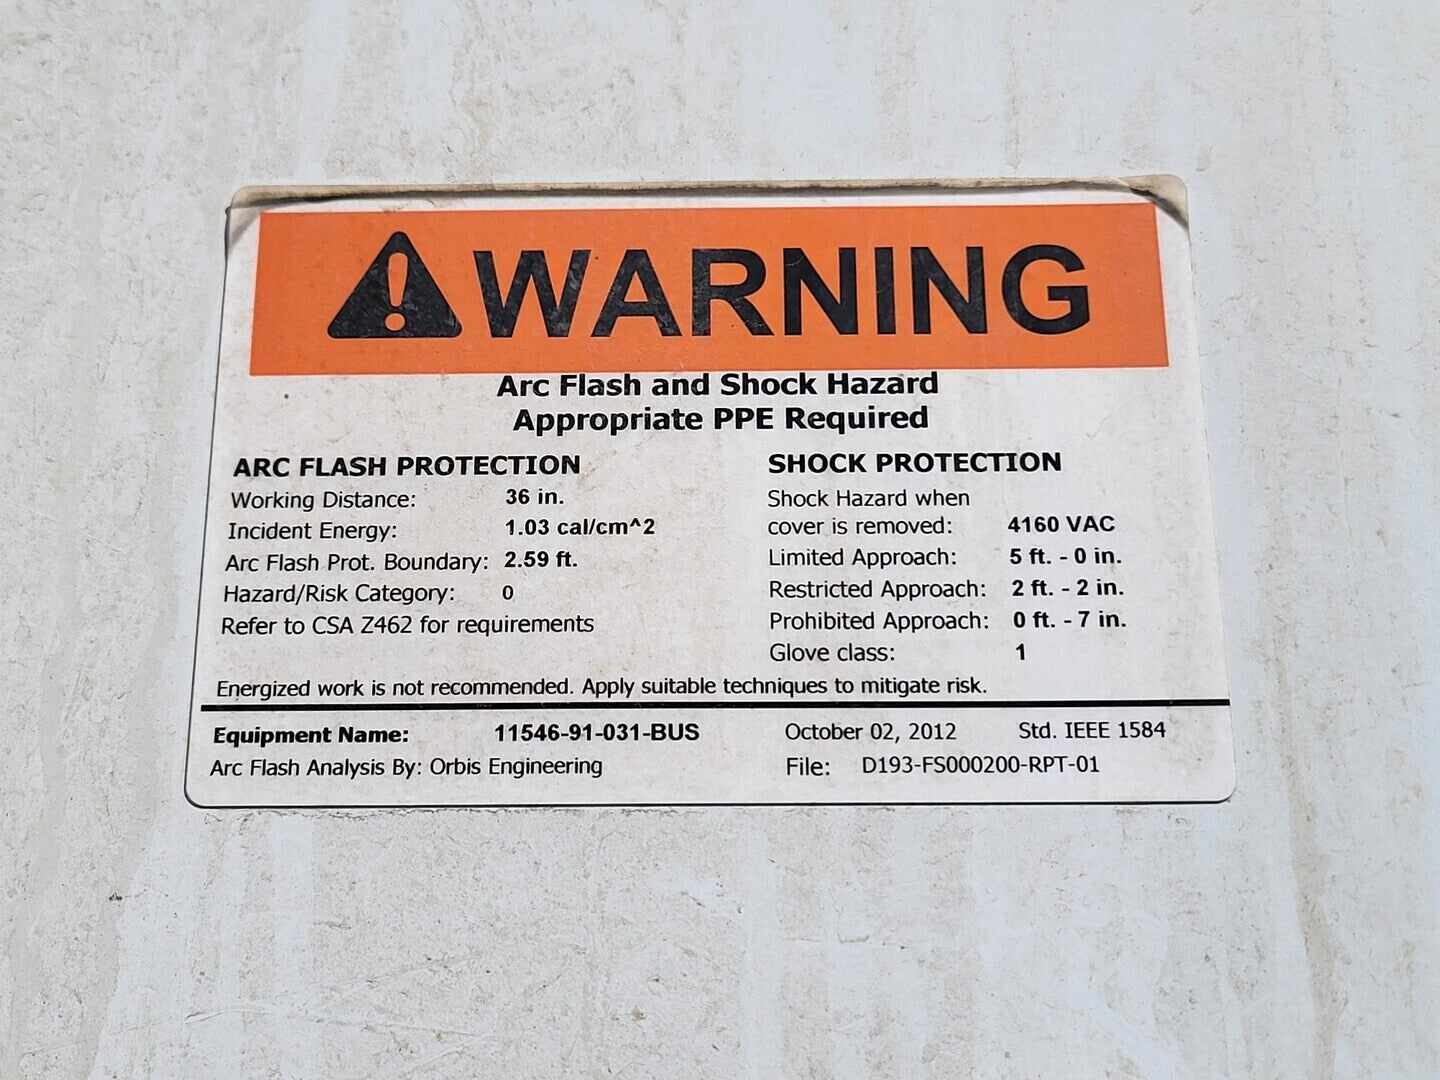 WARNING
Arc Flash and Shock Hazard
Appropriate PPE Required
ARC FLASH PROTECTION
Working Distance: 36 in.
Incident Energy: 1.03 cal/cm^2
Arc Flash Prot. Boundary: 2.59 ft.
Hazard/Risk Category: 0
Refer to CSA Z462 for requirements
SHOCK PROTECTION
Shock Hazard when
cover is removed: 4160 VAC
Limited Approach: 5 ft. - 0 in.
Restricted Approach: 2 ft. - 2 in.
Prohibited Approach: 0 ft. - 7 in.
Glove class: 1
Energized work is not recommended. Apply suitable techniques to mitigate risk.
Equipment Name: 11546-91-031-BUS October 02, 2012 Std. IEEE 1584
Arc Flash Analysis By: Orbis Engineering File: D193-FS000200-RPT-01